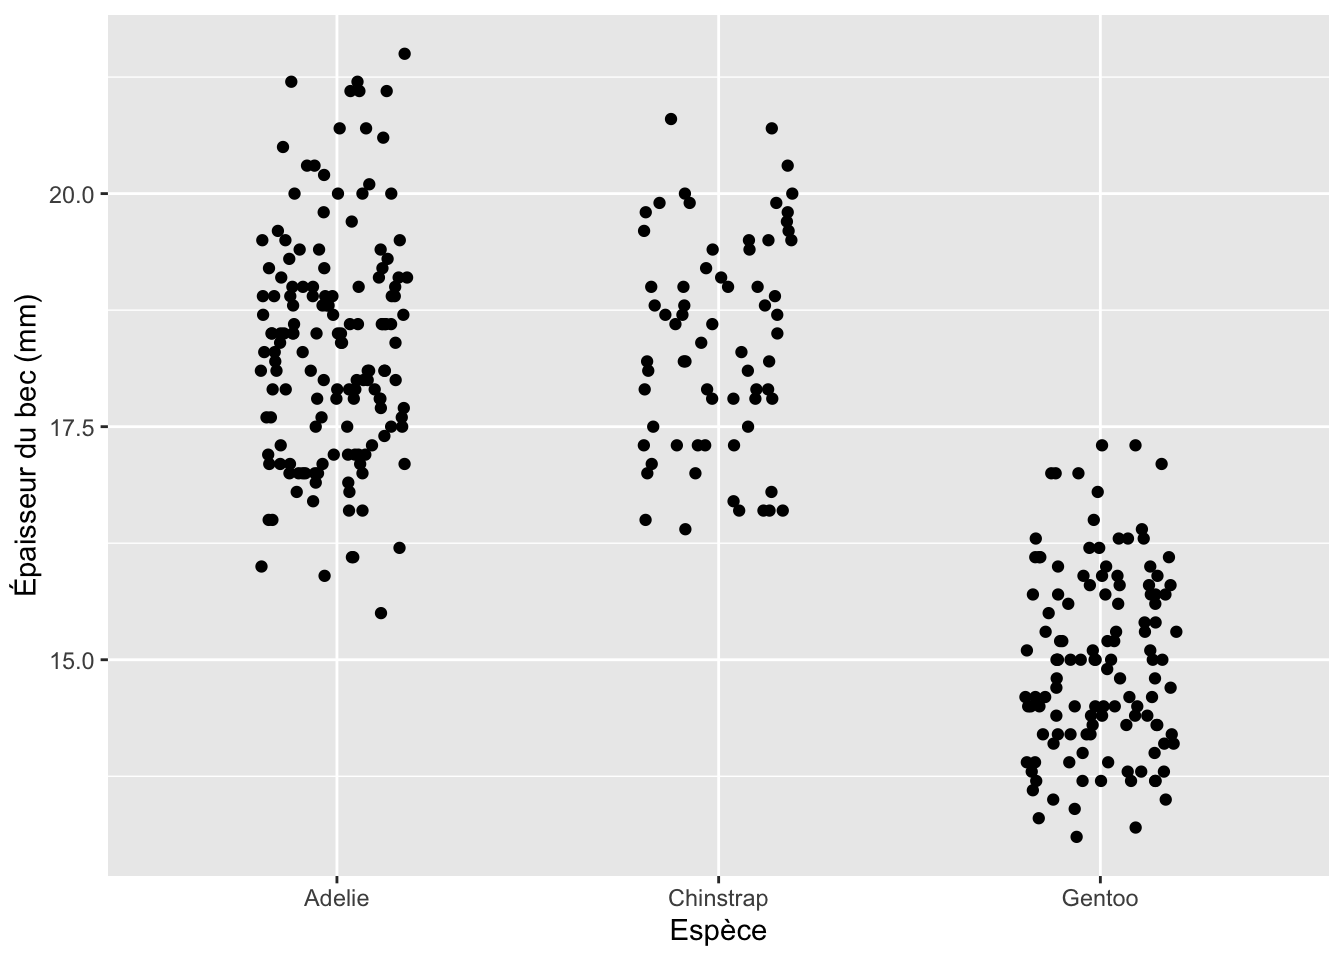 Épaisseur du bec (mm)
20.0
17.5
15.0
Adelie
Chinstrap
Gentoo
Espèce